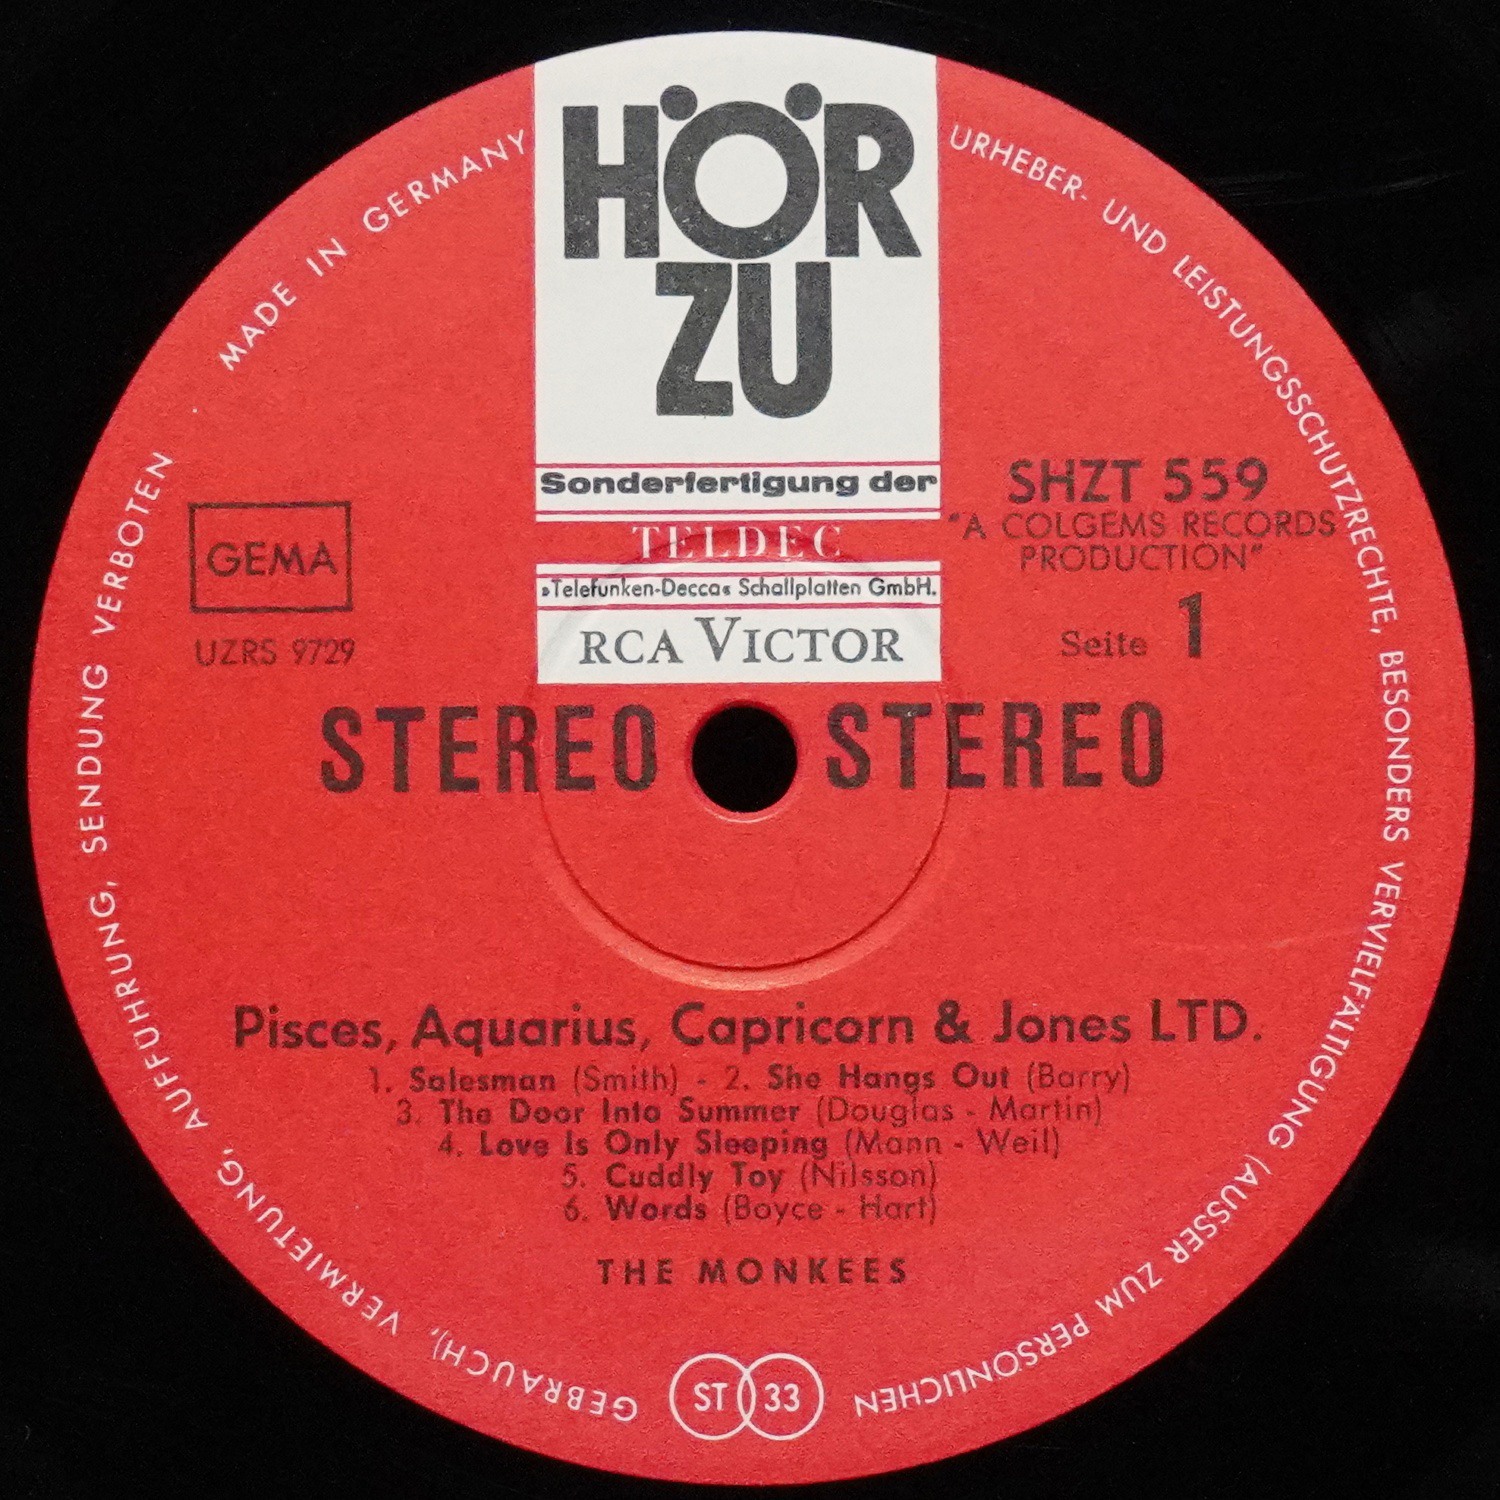 HÖR
ZU
Sonderfertigung der
TELDEC
»Telefunken-Decca« Schallplatten GmbH.
RCA VICTOR
MADE IN GERMANY
URHEBER- UND LEISTUNGSSCHUTZRECHTE, BESONDERS VERVIELFÄLTIGUNG (AUSSER ZUM PERSÖNLICHEN
GEBRAUCH), VERMIETUNG, AUFFÜHRUNG, SENDUNG VERBOTEN
GEMA
UZRS 9729
SHZT 559
"A COLGEMS RECORDS
PRODUCTION"
Seite 1
STEREO STEREO
Pisces, Aquarius, Capricorn & Jones LTD.
1. Salesman (Smith) - 2. She Hangs Out (Barry)
3. The Door Into Summer (Douglas - Martin)
4. Love Is Only Sleeping (Mann - Weil)
5. Cuddly Toy (Nilsson)
6. Words (Boyce - Hart)
THE MONKEES
ST 33